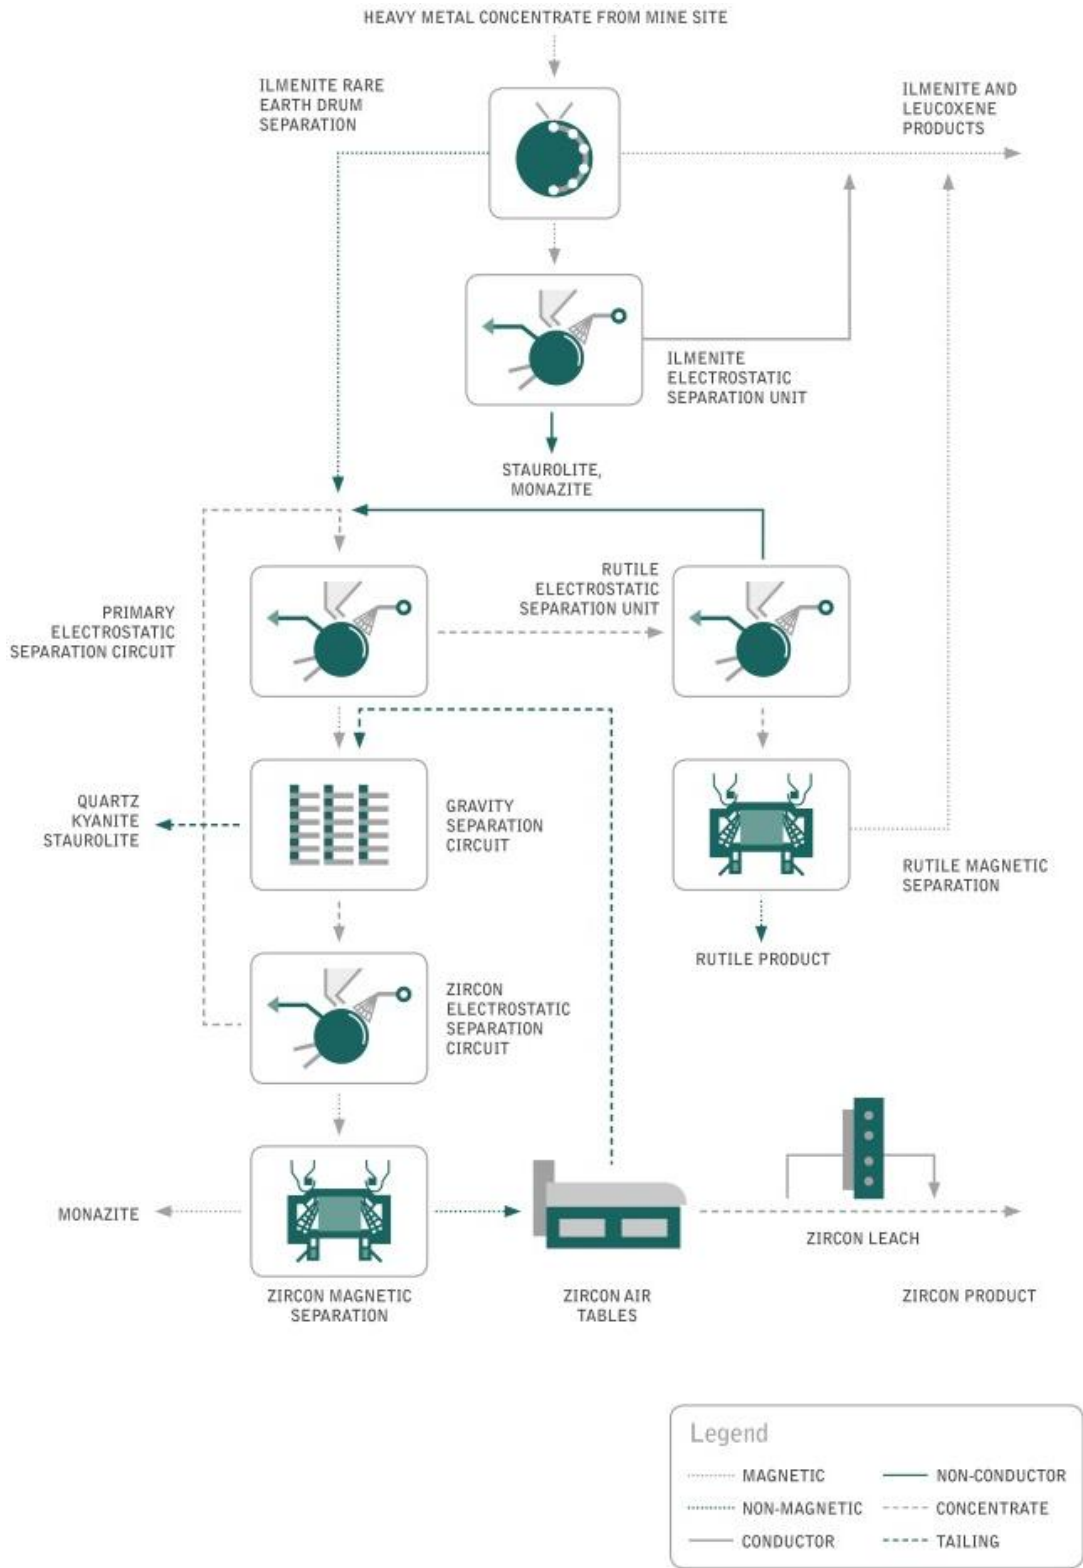 HEAVY METAL CONCENTRATE FROM MINE SITE
ILMENITE RARE
EARTH DRUM
SEPARATION
ILMENITE AND
LEUCOXENE
PRODUCTS
ILMENITE
ELECTROSTATIC
SEPARATION UNIT
STAUROLITE,
MONAZITE
PRIMARY
ELECTROSTATIC
SEPARATION CIRCUIT
RUTILE
ELECTROSTATIC
SEPARATION UNIT
QUARTZ
KYANITE
STAUROLITE
GRAVITY
SEPARATION
CIRCUIT
RUTILE MAGNETIC
SEPARATION
RUTILE PRODUCT
ZIRCON
ELECTROSTATIC
SEPARATION
CIRCUIT
MONAZITE
ZIRCON MAGNETIC
SEPARATION
ZIRCON AIR
TABLES
ZIRCON LEACH
ZIRCON PRODUCT
Legend
MAGNETIC
NON-MAGNETIC
CONDUCTOR
NON-CONDUCTOR
CONCENTRATE
TAILING